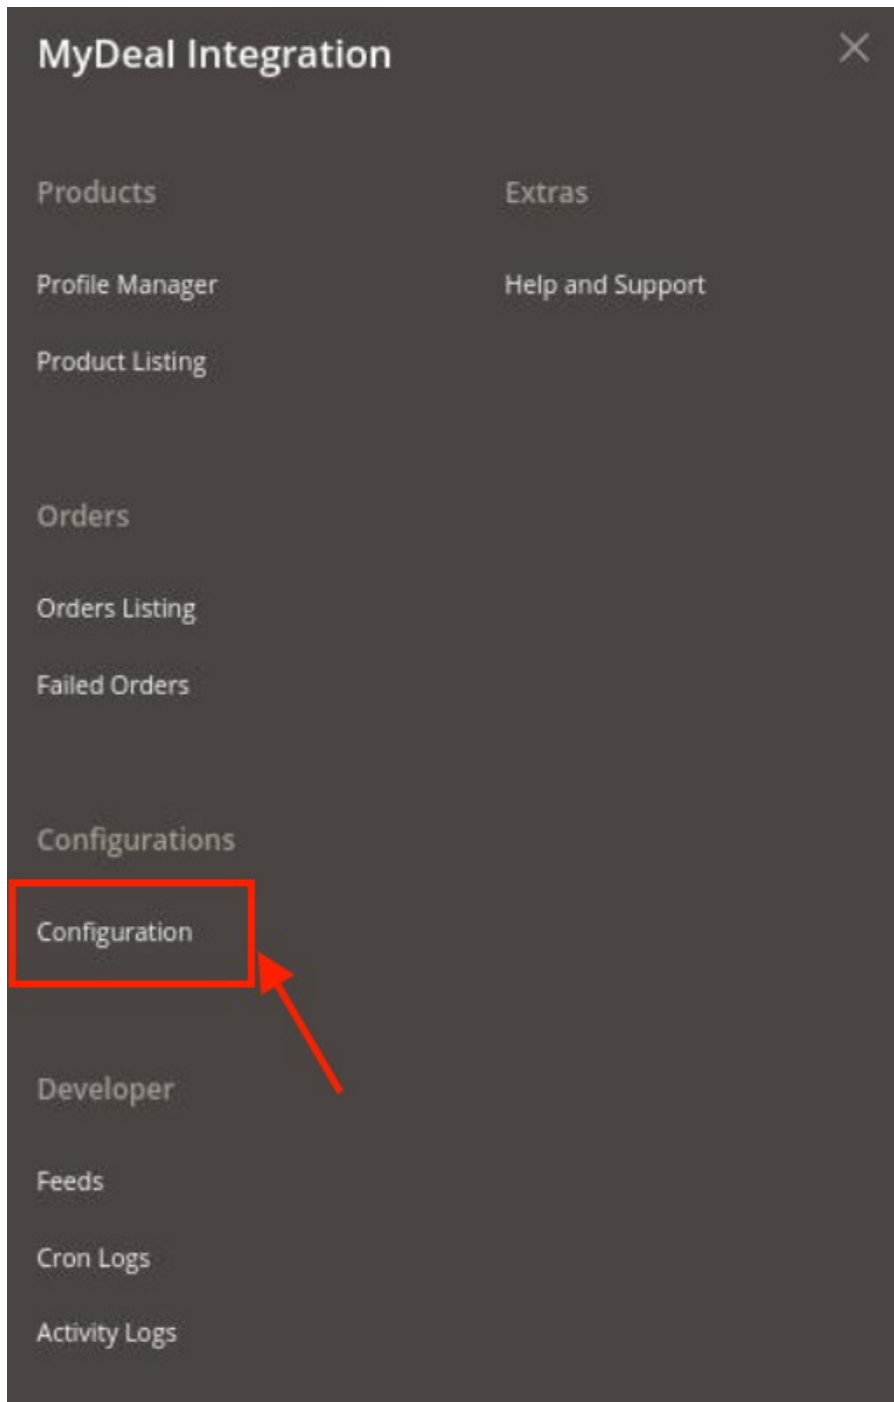 MyDeal Integration
Products
Profile Manager
Product Listing
Orders
Orders Listing
Failed Orders
Configurations
Configuration
Developer
Feeds
Cron Logs
Activity Logs
Extras
Help and Support